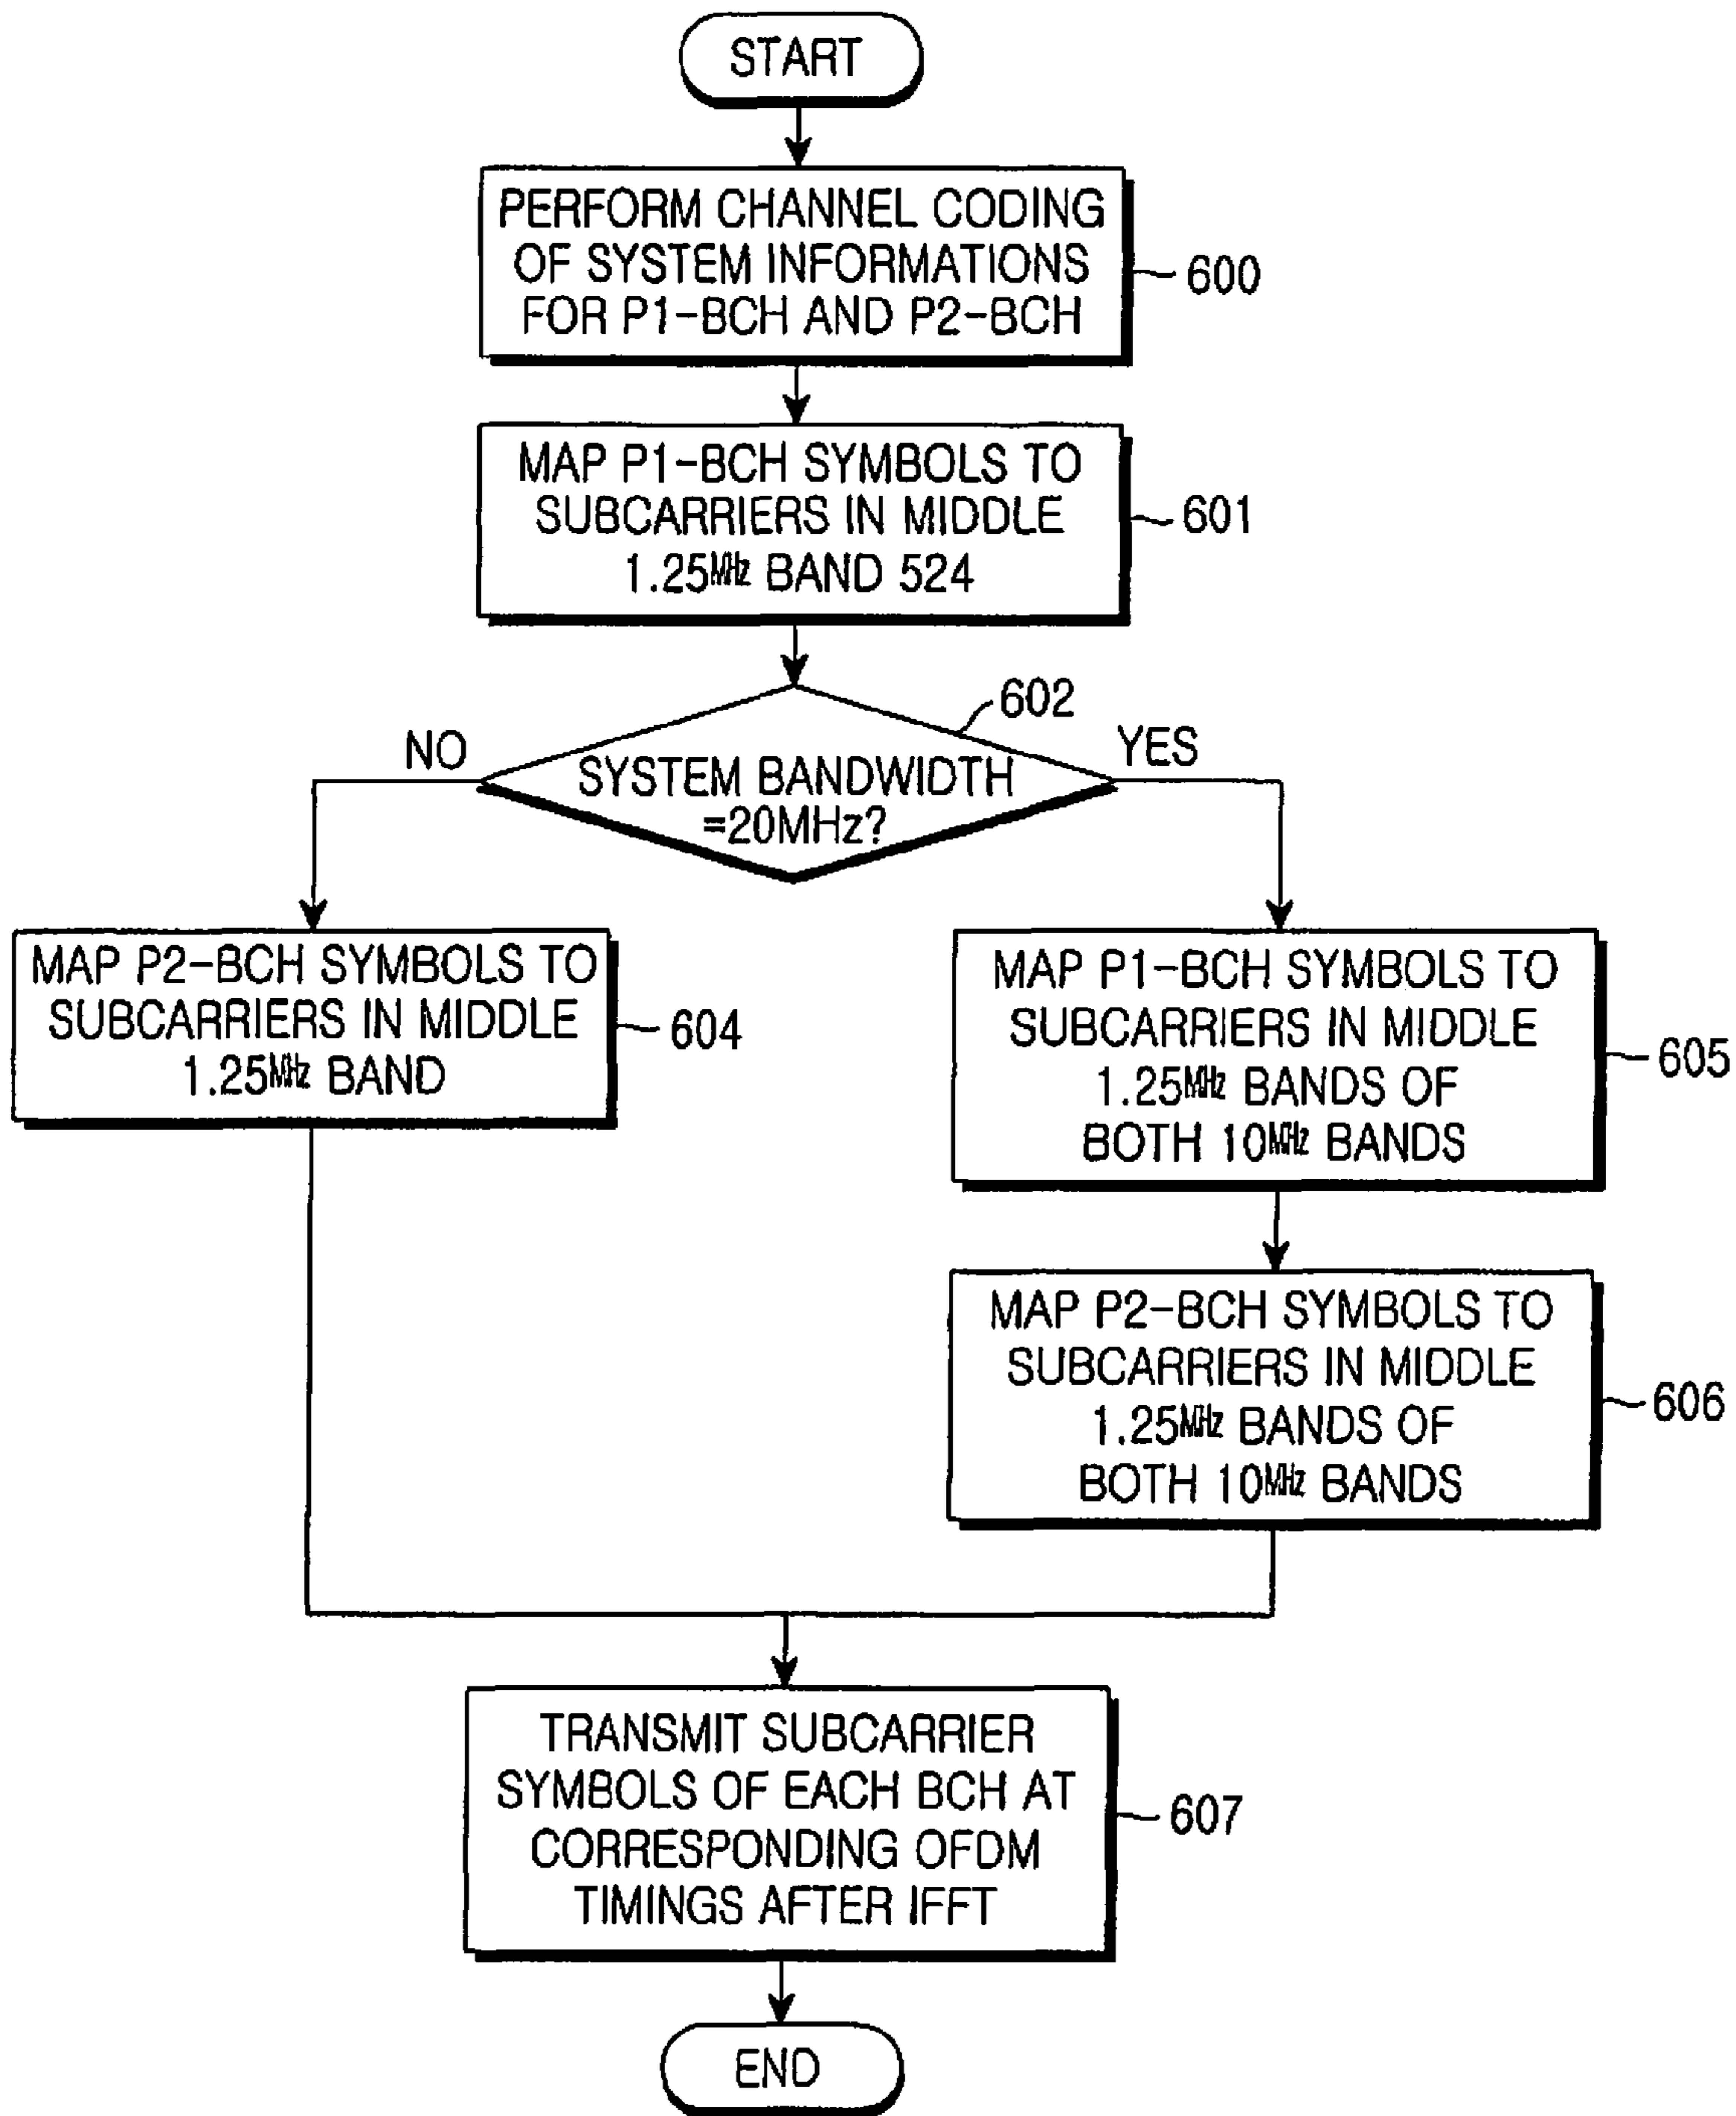 START
PERFORM CHANNEL CODING
OF SYSTEM INFORMATIONS
FOR P1-BCH AND P2-BCH
600
MAP P1-BCH SYMBOLS TO
SUBCARRIERS IN MIDDLE
1.25MHz BAND 524
601
602
NO
YES
SYSTEM BANDWIDTH
=20MHz?
MAP P2-BCH SYMBOLS TO
SUBCARRIERS IN MIDDLE
1.25MHz BAND
604
MAP P1-BCH SYMBOLS TO
SUBCARRIERS IN MIDDLE
1.25MHz BANDS OF
BOTH 10MHz BANDS
605
MAP P2-BCH SYMBOLS TO
SUBCARRIERS IN MIDDLE
1.25MHz BANDS OF
BOTH 10MHz BANDS
606
TRANSMIT SUBCARRIER
SYMBOLS OF EACH BCH AT
CORRESPONDING OFDM
TIMINGS AFTER IFFT
607
END